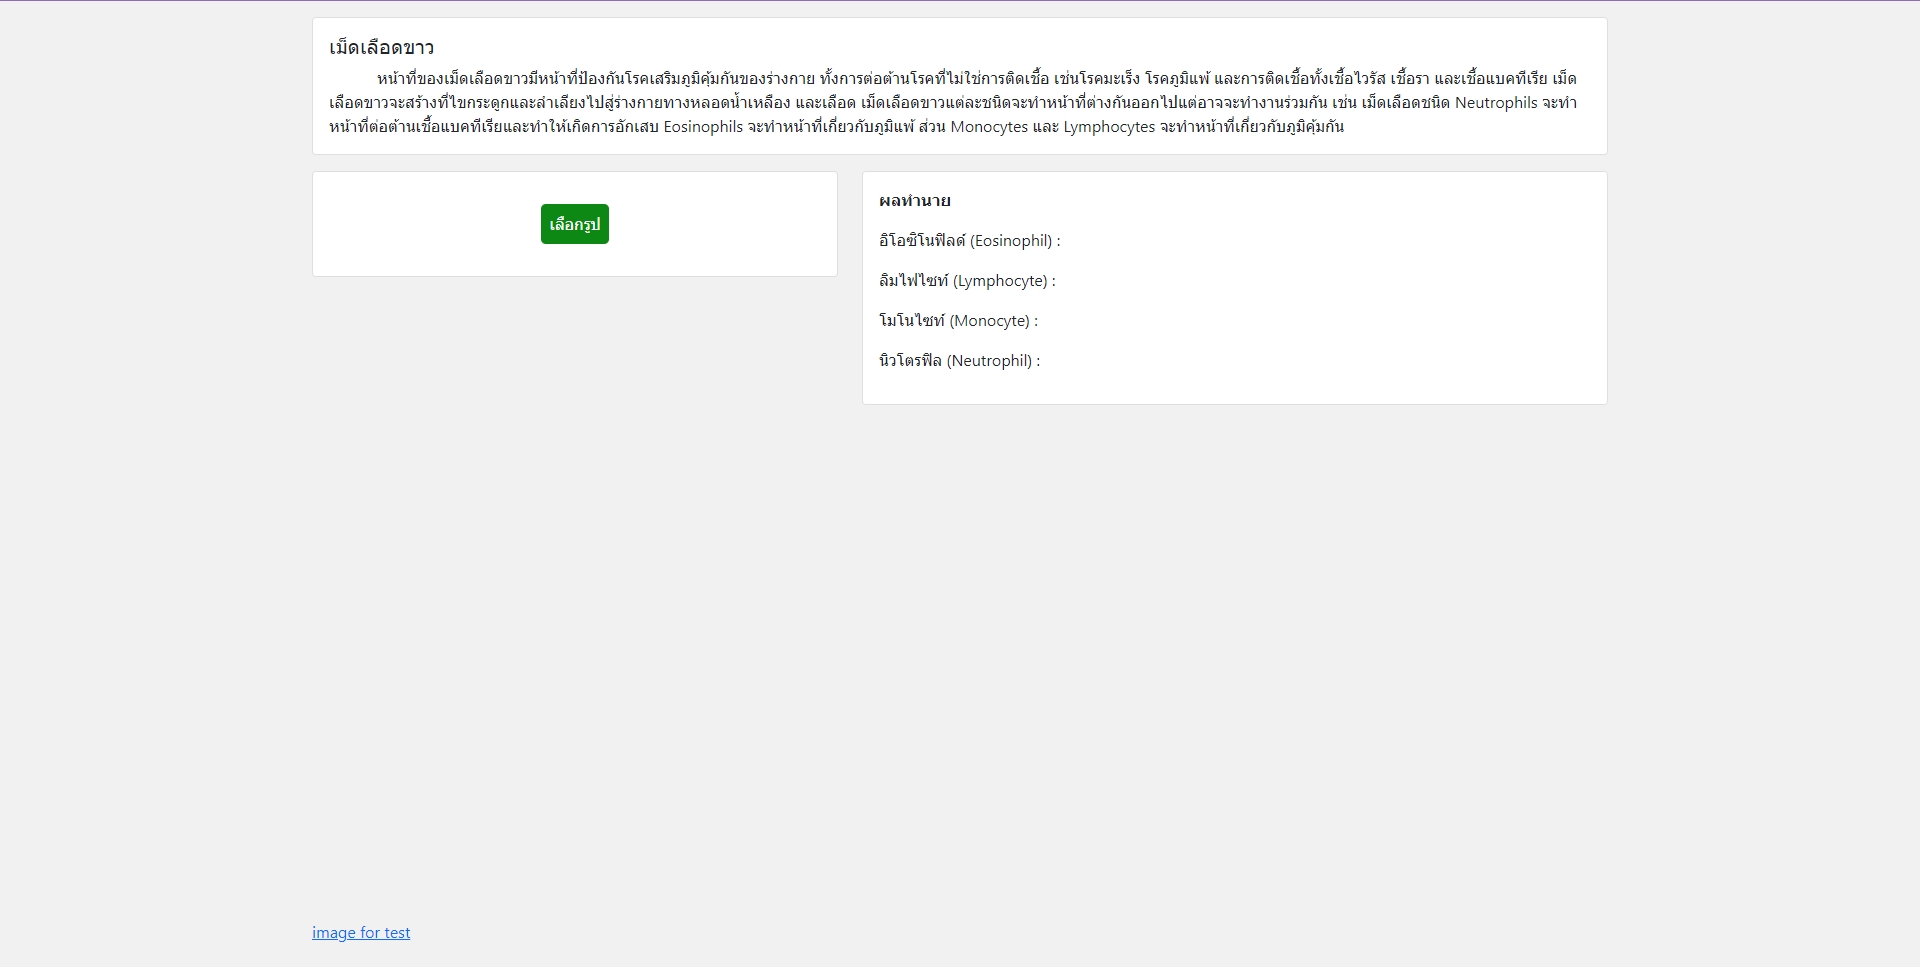 เม็ดเลือดขาว
หน้าที่ของเม็ดเลือดขาวมีหน้าที่ป้องกันโรคเสริมภูมิคุ้มกันของร่างกาย ทั้งการต่อต้านโรคที่ไม่ใช่การติดเชื้อ เช่นโรคมะเร็ง โรคภูมิแพ้ และการติดเชื้อทั้งเชื้อไวรัส เชื้อรา และเชื้อแบคทีเรีย เม็ด
เลือดขาวจะสร้างที่ไขกระดูกและลำเลียงไปสู่ร่างกายทางหลอดน้ำเหลือง และเลือด เม็ดเลือดขาวแต่ละชนิดจะทำหน้าที่ต่างกันออกไปแต่อาจจะทำงานร่วมกัน เช่น เม็ดเลือดชนิด Neutrophils จะทำ
หน้าที่ต่อต้านเชื้อแบคทีเรียและทำให้เกิดการอักเสบ Eosinophils จะทำหน้าที่เกี่ยวกับภูมิแพ้ ส่วน Monocytes และ Lymphocytes จะทำหน้าที่เกี่ยวกับภูมิคุ้มกัน
เลือกรูป
ผลทำนาย
อิโอซิโนฟิลด์ (Eosinophil) :
ลิมไฟไซท์ (Lymphocyte) :
โมโนไซท์ (Monocyte) :
นิวโตรฟิล (Neutrophil) :
image for test